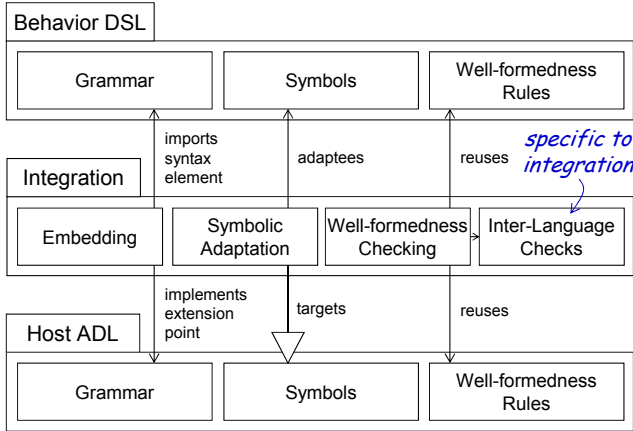 Behavior DSL
Grammar
Symbols
Well-formedness
Rules
imports
syntax
element
adaptees
reuses
specific to
integration
Integration
Embedding
Symbolic
Adaptation
Well-formedness
Checking
Inter-Language
Checks
implements
extension
point
targets
reuses
Host ADL
Grammar
Symbols
Well-formedness
Rules